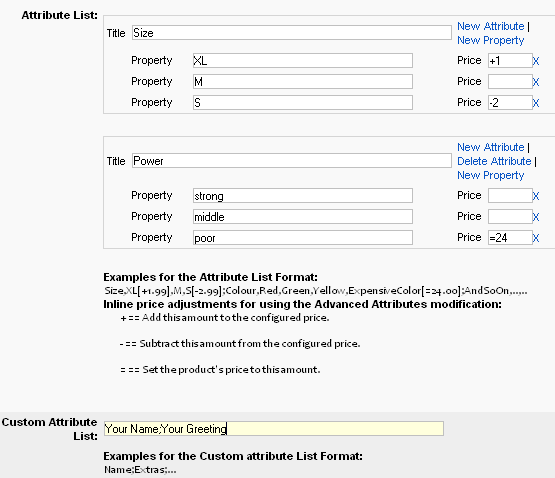 Attribute List:
Title Size New Attribute |
New Property
Property XL Price +1 X
Property M Price X
Property S Price -2 X
Title Power New Attribute |
Delete Attribute |
New Property
Property strong Price X
Property middle Price X
Property poor Price =24 X
Examples for the Attribute List Format:
Size,XL[+1.99],M,S[-2.99];Colour,Red,Green,Yellow,ExpensiveColor[=24.00];AndSoOn,..,..
Inline price adjustments for using the Advanced Attributes modification:
+ == Add this amount to the configured price.
- == Subtract this amount from the configured price.
= == Set the product's price to this amount.
Custom Attribute
List:
Your Name;Your Greeting
Examples for the Custom attribute List Format:
Name;Extras;...